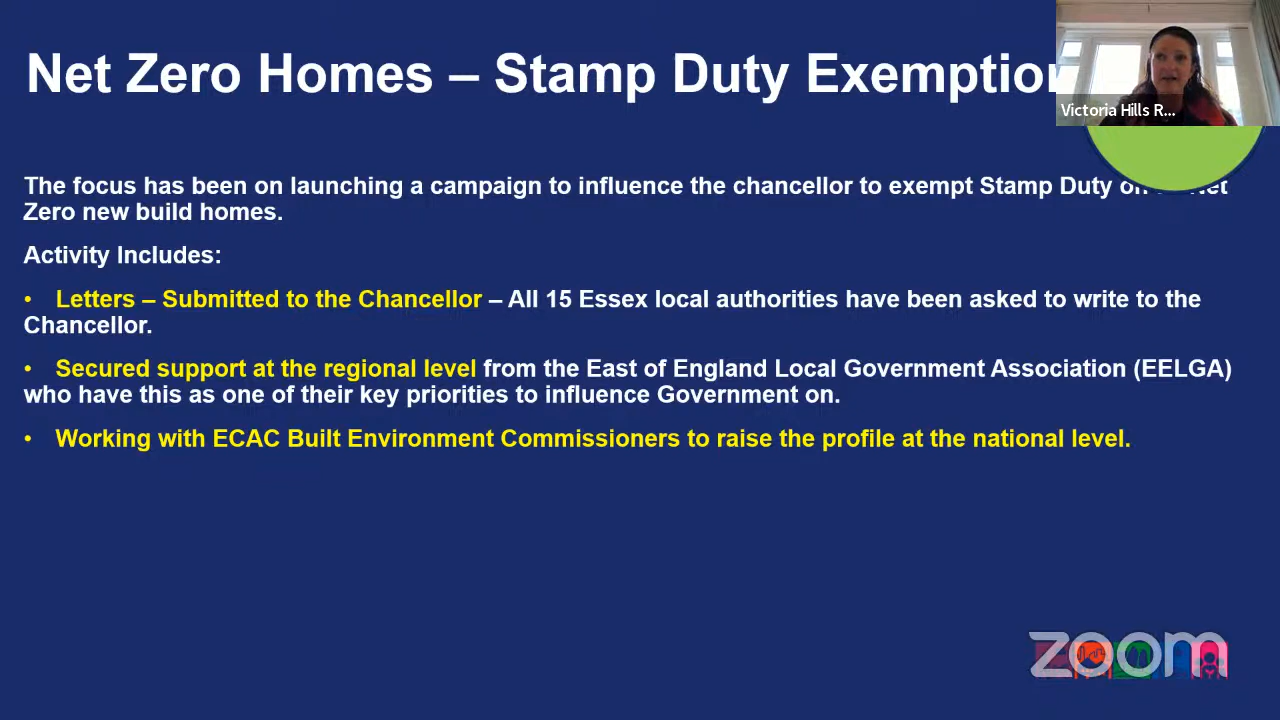 Net Zero Homes – Stamp Duty Exemption
Victoria Hills R...
The focus has been on launching a campaign to influence the chancellor to exempt Stamp Duty on Net
Zero new build homes.
Activity Includes:
• Letters – Submitted to the Chancellor – All 15 Essex local authorities have been asked to write to the
Chancellor.
• Secured support at the regional level from the East of England Local Government Association (EELGA)
who have this as one of their key priorities to influence Government on.
• Working with ECAC Built Environment Commissioners to raise the profile at the national level.
zoom